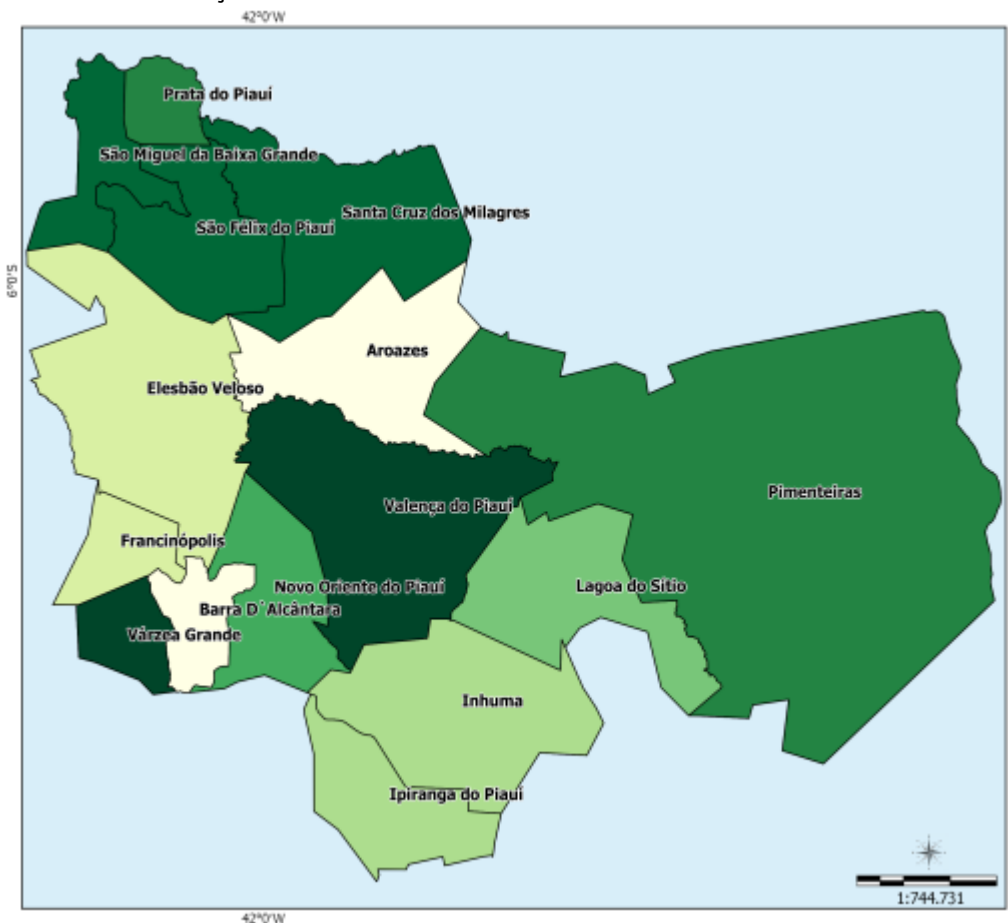 42°0'W
Prata do Piauí
São Miguel da Baixa Grande
Santa Cruz dos Milagres
São Félix do Piauí
6°0'S
Aroazes
Elesbão Veloso
Pimenteiras
Valença do Piauí
Francinópolis
Novo Oriente do Piauí
Lagoa do Sítio
Barra D`Alcântara
Várzea Grande
Inhuma
Ipiranga do Piauí
1:744.731
42°0'W